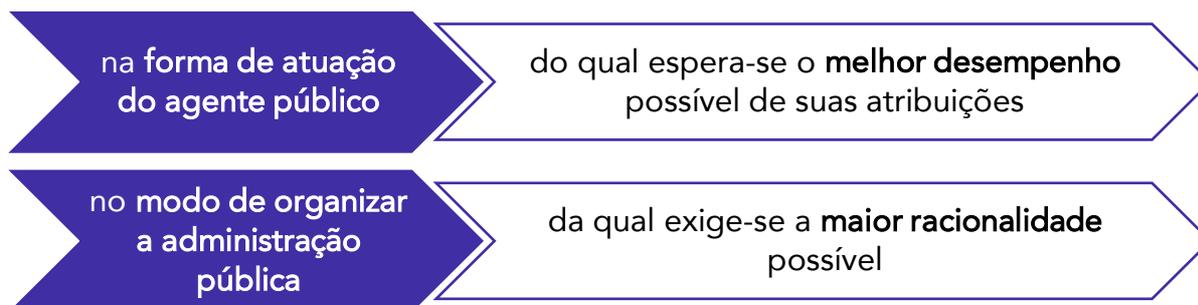 na forma de atuação
do agente público
do qual espera-se o melhor desempenho
possível de suas atribuições
no modo de organizar
a administração
pública
da qual exige-se a maior racionalidade
possível